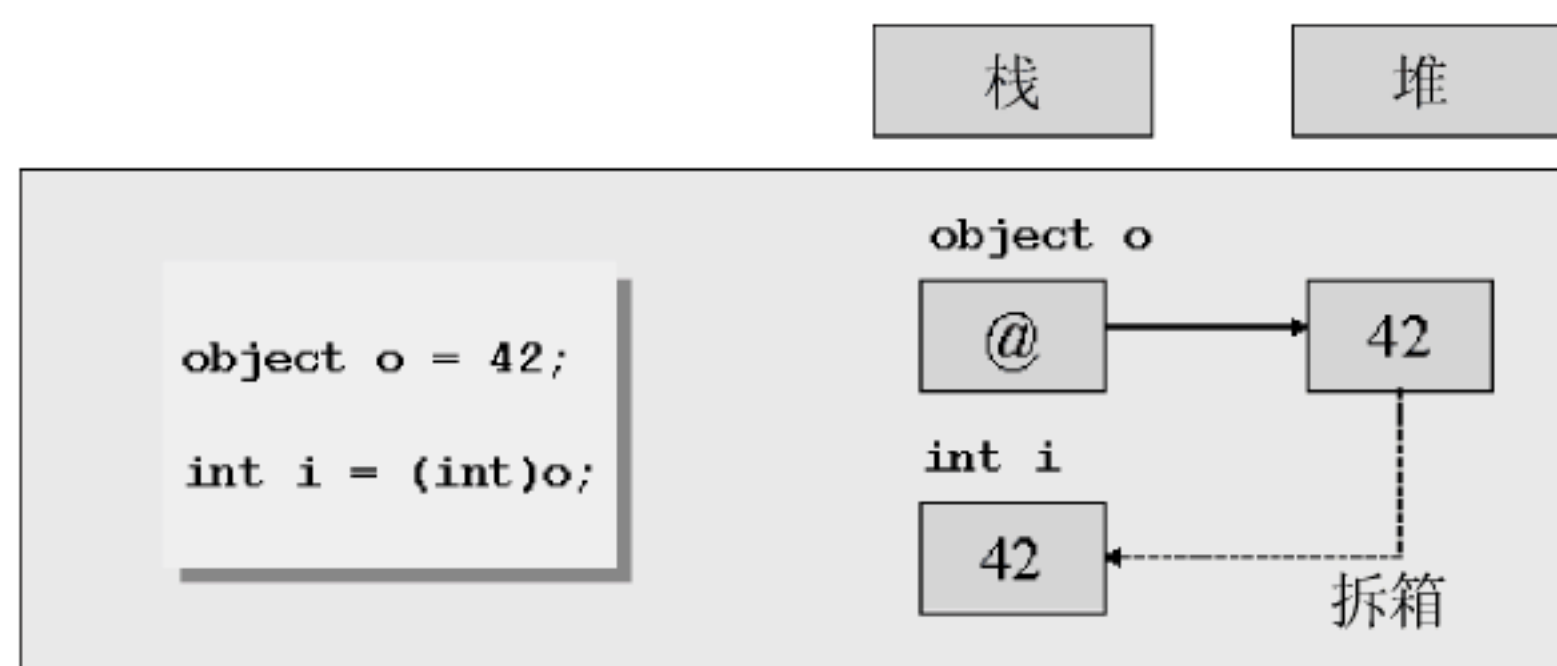 栈
堆
object o = 42;
int i = (int)o;
object o
@
42
int i
42
拆箱